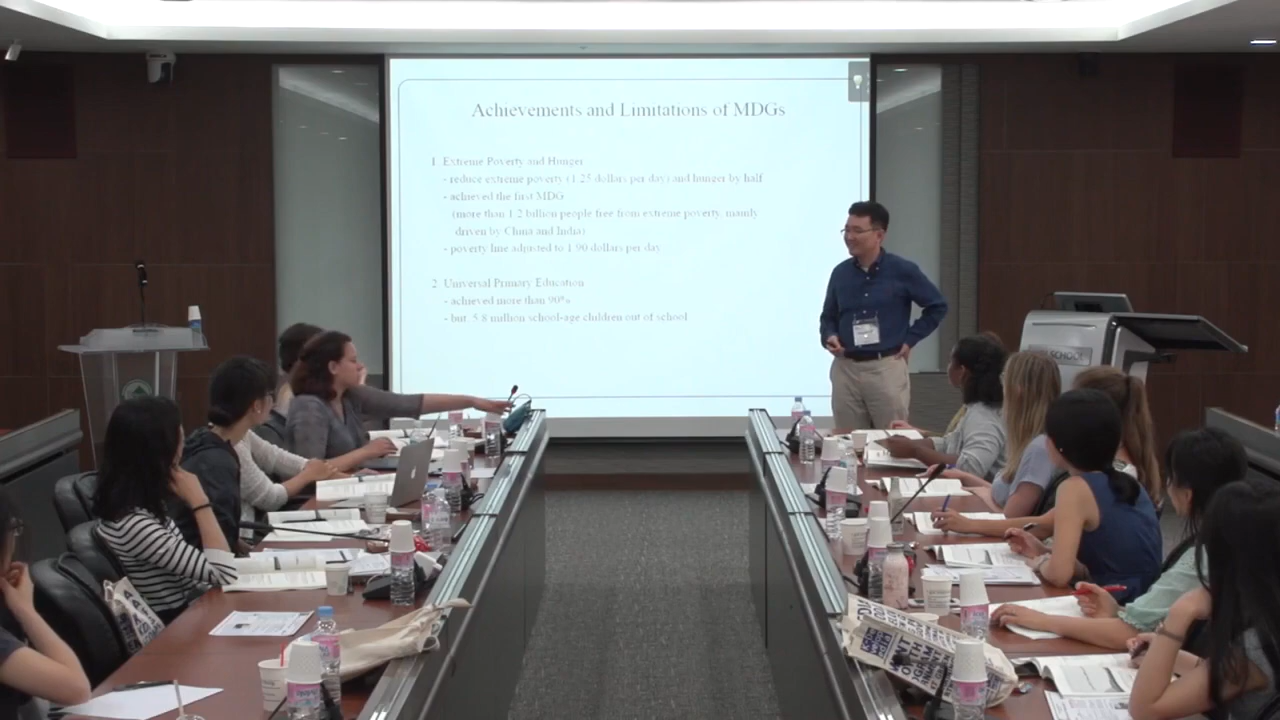 Achievements and Limitations of MDGs
1. Extreme Poverty and Hunger
- reduce extreme poverty (1.25 dollars per day) and hunger by half
- achieved the first MDG
(more than 1.2 billion people free from extreme poverty, mainly
driven by China and India)
- poverty line adjusted to 1.90 dollars per day
2. Universal Primary Education
- achieved more than 90%
- but, 5.8 million school-age children out of school
SCHOOL